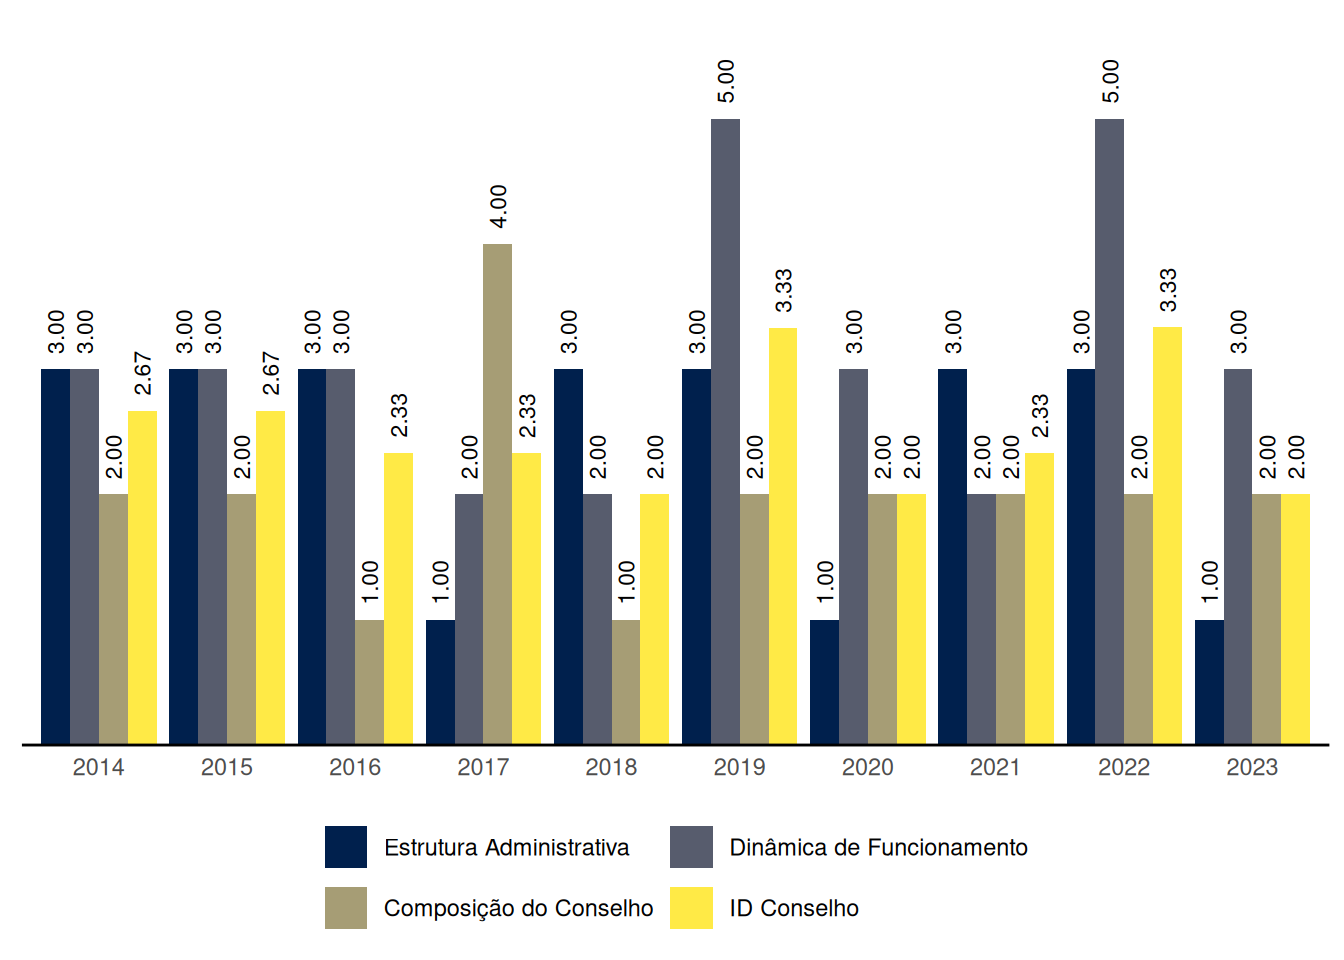 5.00
5.00
4.00
3.33
3.33
3.00 3.00 3.00 3.00 3.00 3.00 3.00 3.00 3.00 3.00 3.00 3.00 3.00
2.67 2.67
2.33 2.33 2.33
2.00 2.00 2.00 2.00 2.00 2.00 2.00 2.00 2.00 2.00 2.00 2.00 2.00
1.00 1.00 1.00 1.00 1.00
2014 2015 2016 2017 2018 2019 2020 2021 2022 2023
Estrutura Administrativa Dinâmica de Funcionamento
Composição do Conselho ID Conselho